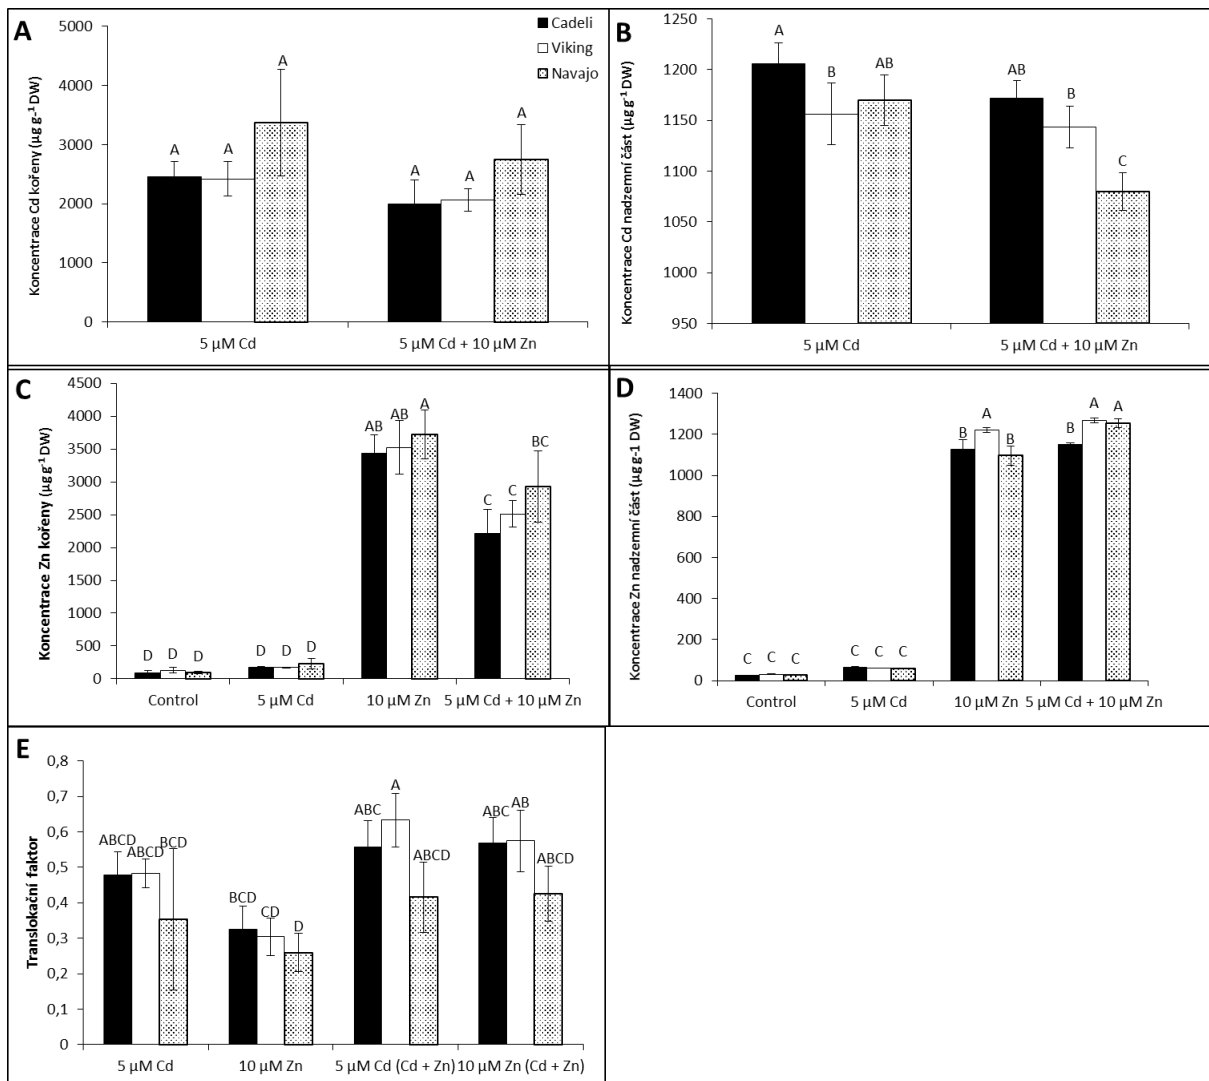 A
Koncentrace Cd kořeny (µg g⁻¹ DW)
5000
4000
3000
2000
1000
0
A
A
A
A
A
A
Cadeli
Viking
Navajo
5 µM Cd
5 µM Cd + 10 µM Zn
B
Koncentrace Cd nadzemní část (µg g⁻¹ DW)
1250
1200
1150
1100
1050
1000
950
A
B
AB
AB
B
C
5 µM Cd
5 µM Cd + 10 µM Zn
C
Koncentrace Zn kořeny (µg g⁻¹ DW)
4500
4000
3500
3000
2500
2000
1500
1000
500
0
D
D
D
D
D
D
AB
AB
A
C
C
BC
Control
5 µM Cd
10 µM Zn
5 µM Cd + 10 µM Zn
D
Koncentrace Zn nadzemní část (µg g-1 DW)
1400
1200
1000
800
600
400
200
0
C
C
C
C
C
C
B
A
B
B
A
A
Control
5 µM Cd
10 µM Zn
5 µM Cd + 10 µM Zn
E
Translokační faktor
0,8
0,7
0,6
0,5
0,4
0,3
0,2
0,1
0
ABCD
ABCD
BCD
BCD
CD
D
ABC
A
ABCD
ABC
AB
ABCD
5 µM Cd
10 µM Zn
5 µM Cd (Cd + Zn)
10 µM Zn (Cd + Zn)